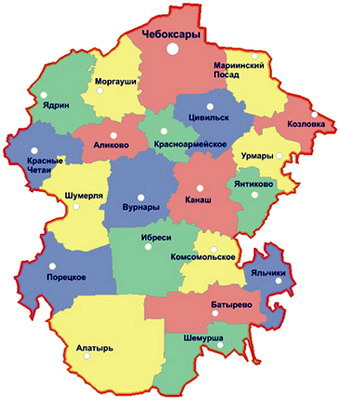 Чебоксары
Моргауши
Мариинский
Посад
Ядрин
Цивильск
Козловка
Аликово
Красноармейское
Красные
Четаи
Урмары
Янтиково
Шумерля
Вурнары
Канаш
Ибреси
Комсомольское
Порецкое
Яльчики
Батырево
Шемурша
Алатырь